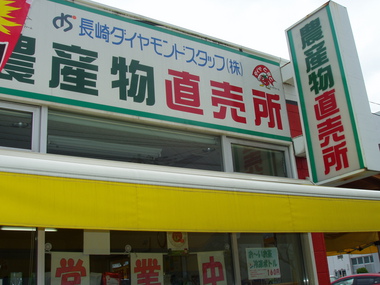 長崎ダイヤモンドスタッフ(株)
農産物直売所
農産物直売所
営業中